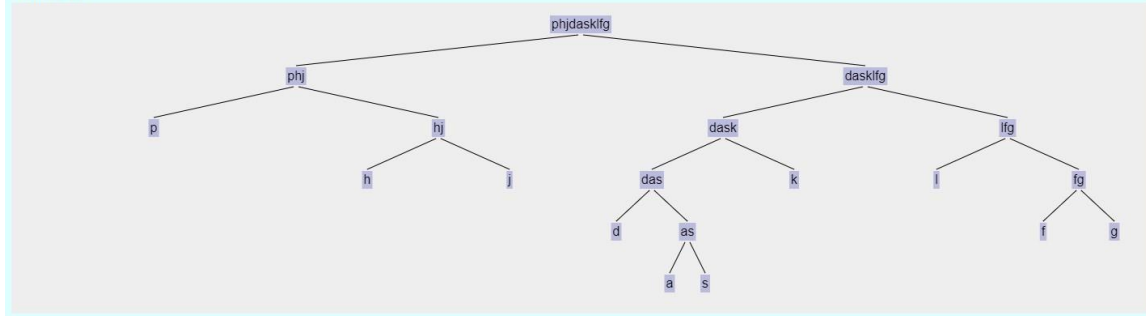 phjdasklfg
phj dasklfg
p hj dask lfg
h j das k l fg
d as f g
a s